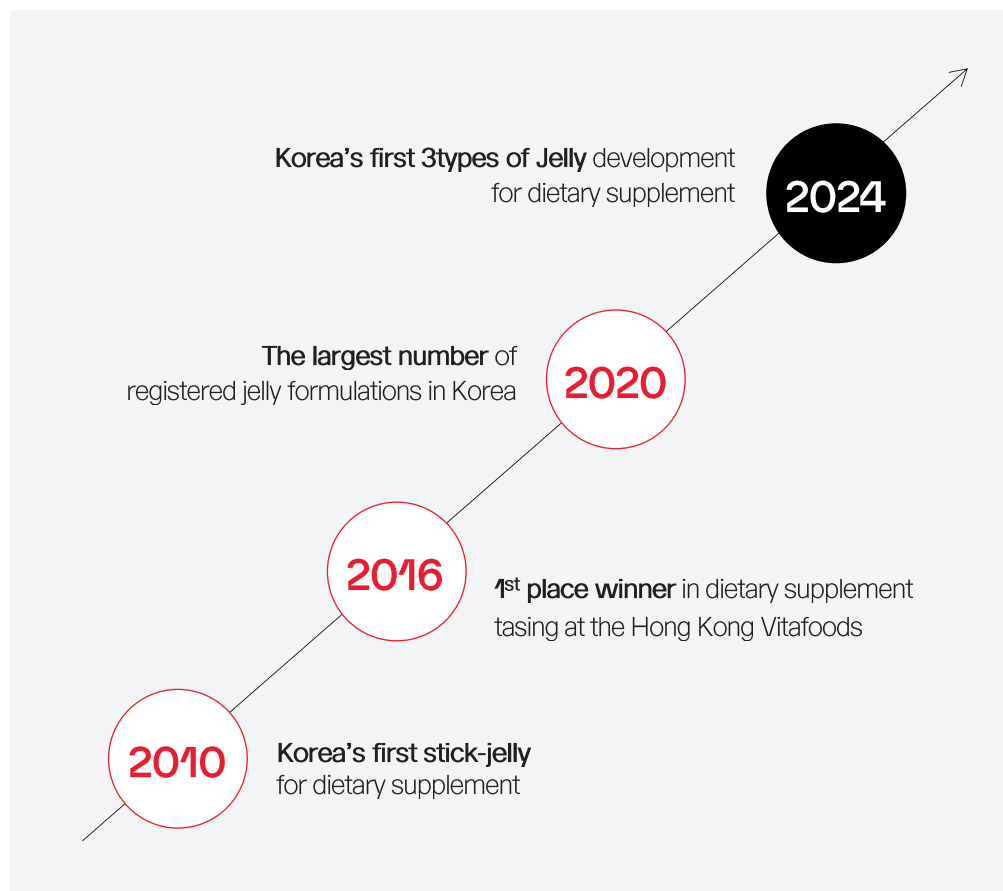 Korea’s first 3types of Jelly development
for dietary supplement
2024
The largest number of
registered jelly formulations in Korea
2020
2016
1st place winner in dietary supplement
tasing at the Hong Kong Vitafoods
2010
Korea’s first stick-jelly
for dietary supplement